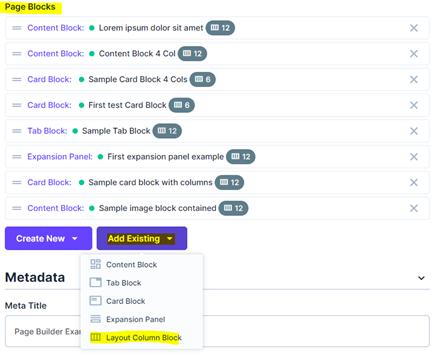 Page Blocks
Content Block: Lorem ipsum dolor sit amet 12
Content Block: Content Block 4 Col 12
Card Block: Sample Card Block 4 Cols 6
Card Block: First test Card Block 6
Tab Block: Sample Tab Block 12
Expansion Panel: First expansion panel example 12
Card Block: Sample card block with columns 12
Content Block: Sample image block contained 12
Create New Add Existing
Content Block
Tab Block
Card Block
Expansion Panel
Layout Column Block
Metadata
Meta Title
Page Builder Exa